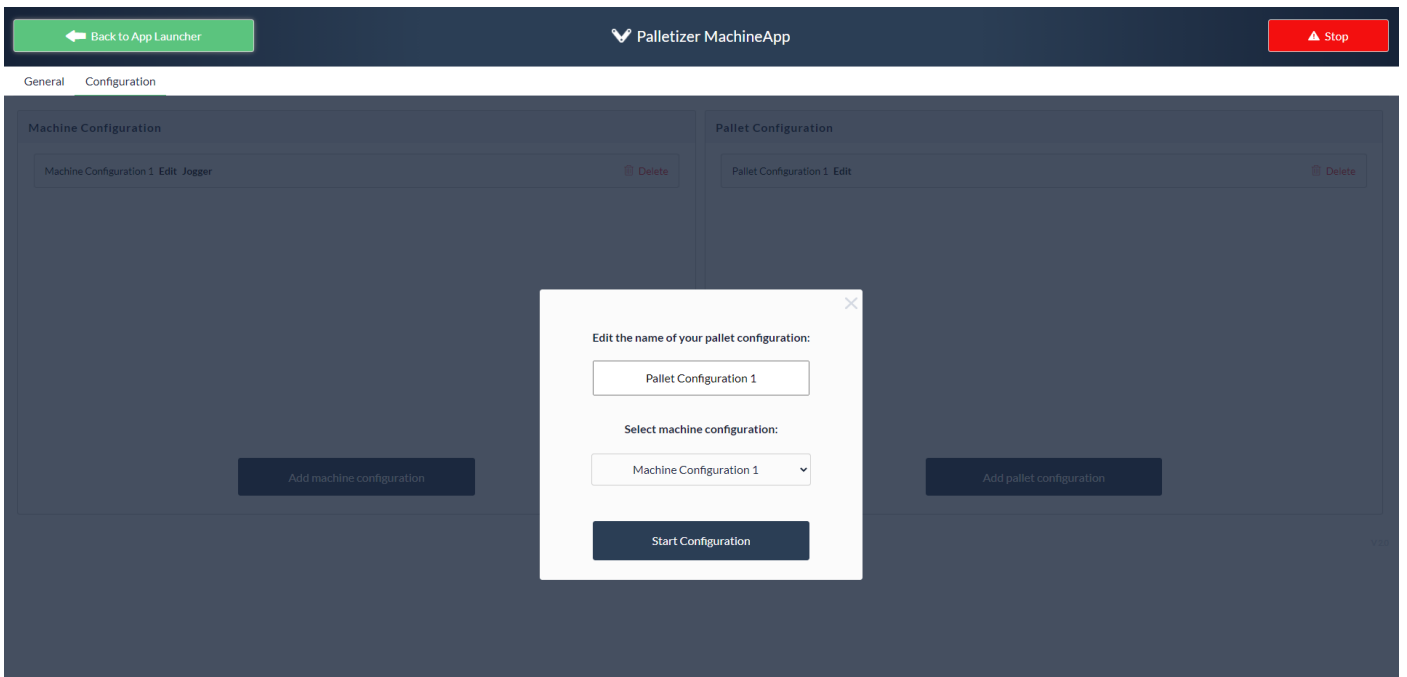 Back to App Launcher
Palletizer MachineApp
Stop
General
Configuration
Machine Configuration
Machine Configuration 1 Edit Jogger
Delete
Pallet Configuration
Pallet Configuration 1 Edit
Delete
Edit the name of your pallet configuration:
Pallet Configuration 1
Select machine configuration:
Machine Configuration 1
Start Configuration
Add machine configuration
Add pallet configuration